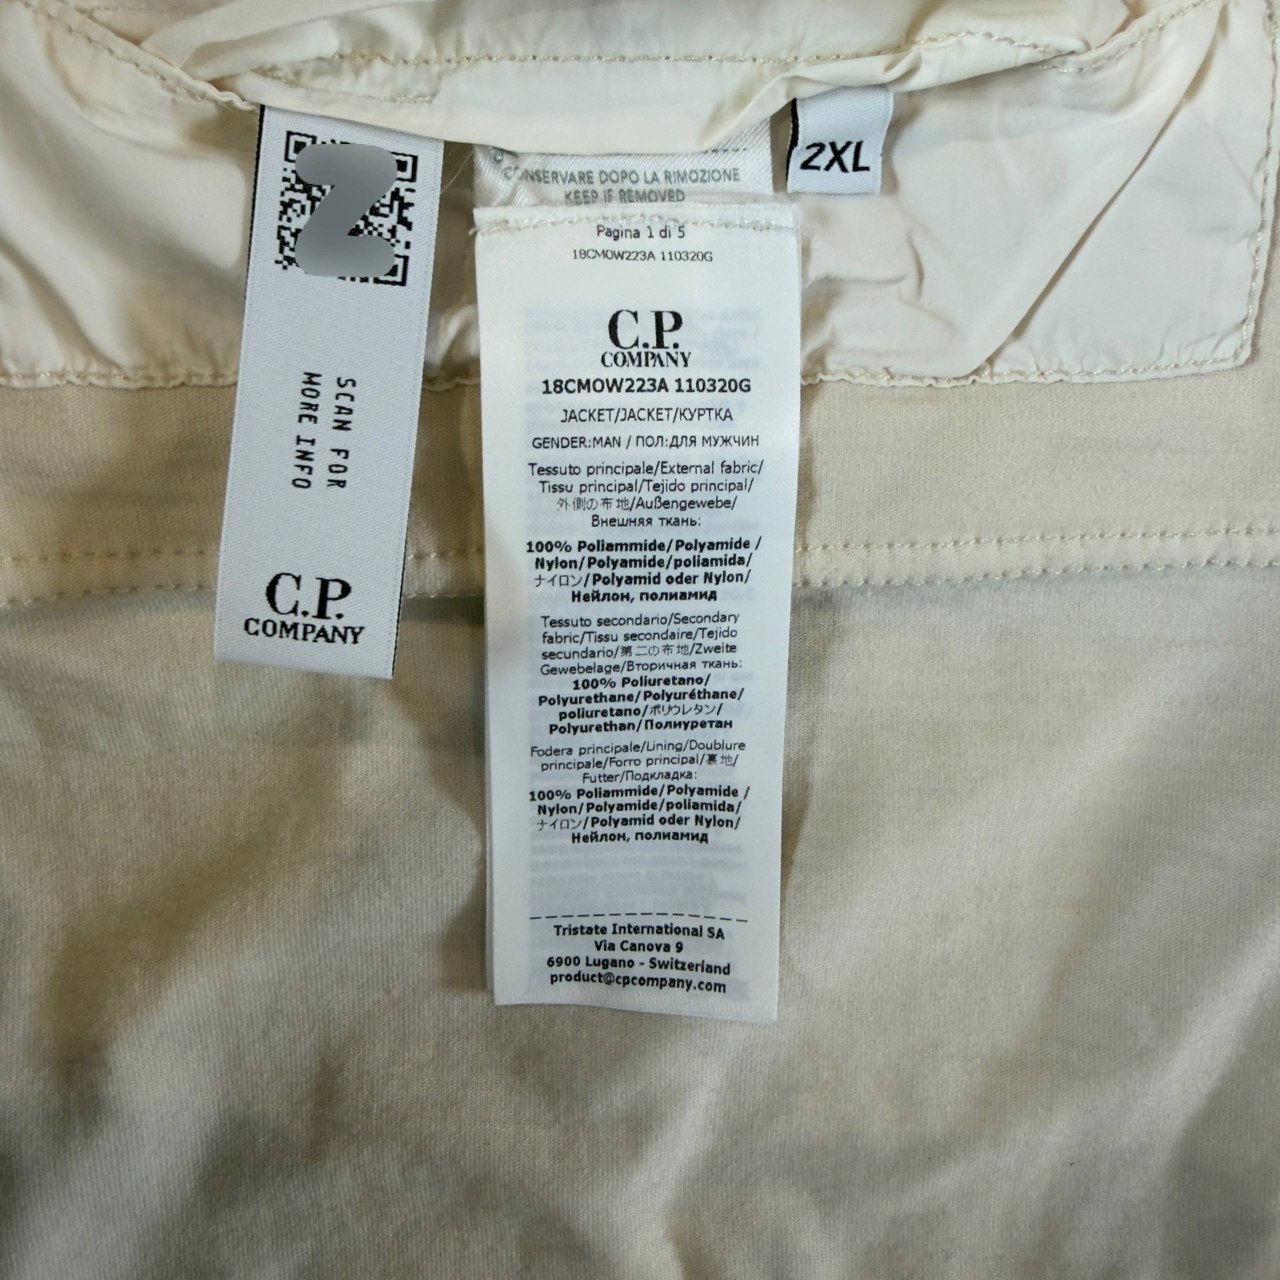 SCAN FOR
MORE INFO
C.P.
COMPANY
CONSERVARE DOPO LA RIMOZIONE
KEEP IF REMOVED
2XL
Pagina 1 di 5
18CMOW223A 110320G
C.P.
COMPANY
18CMOW223A 110320G
JACKET/JACKET/КУРТКА
GENDER:MAN / ПОЛ:ДЛЯ МУЖЧИН
Tessuto principale/External fabric/
Tissu principal/Tejido principal/
外側の布地/Außengewebe/
Внешняя ткань:
100% Poliammide/Polyamide /
Nylon/Polyamide/poliamida/
ナイロン/Polyamid oder Nylon/
Нейлон, полиамид
Tessuto secondario/Secondary
fabric/Tissu secondaire/Tejido
secundario/第二の布地/Zweite
Gewebelage/Вторичная ткань:
100% Poliuretano/
Polyurethane/Polyuréthane/
poliuretano/ポリウレタン/
Polyurethan/Полиуретан
Fodera principale/Lining/Doublure
principale/Forro principal/裏地/
Futter/Подкладка:
100% Poliammide/Polyamide /
Nylon/Polyamide/poliamida/
ナイロン/Polyamid oder Nylon/
Нейлон, полиамид
Tristate International SA
Via Canova 9
6900 Lugano - Switzerland
product@cpcompany.com